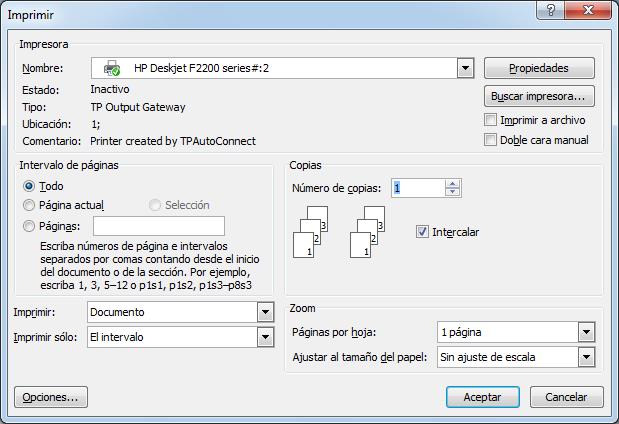 Imprimir
?
X
Impresora
Nombre: HP Deskjet F2200 series#:2 Propiedades
Estado: Inactivo Buscar impresora...
Tipo: TP Output Gateway
Ubicación: 1; Imprimir a archivo
Comentario: Printer created by TPAutoConnect Doble cara manual
Intervalo de páginas
Todo
Página actual Selección
Páginas:
Escriba números de página e intervalos
separados por comas contando desde el inicio
del documento o de la sección. Por ejemplo,
escriba 1, 3, 5–12 o p1s1, p1s2, p1s3–p8s3
Copias
Número de copias: 1
3 3
2 2
1 1
Intercalar
Imprimir: Documento
Imprimir sólo: El intervalo
Zoom
Páginas por hoja: 1 página
Ajustar al tamaño del papel: Sin ajuste de escala
Opciones... Aceptar Cancelar